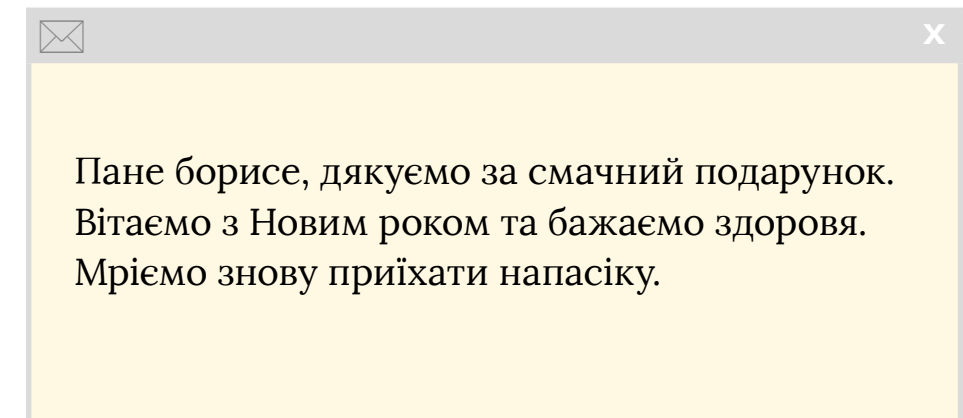 X
Пане борисе, дякуємо за смачний подарунок.
Вітаємо з Новим роком та бажаємо здоровя.
Мріємо знову приїхати напасіку.